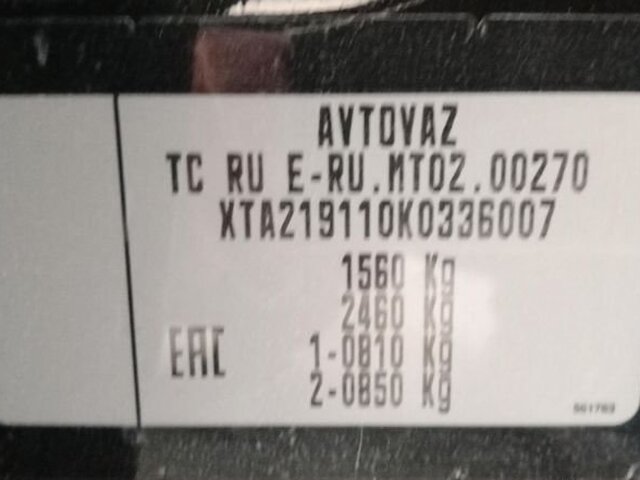 AVTOVAZ
TC RU E-RU.MT02.00270
XTA219110K0336007
1560 Kg
2460 Kg
EAC
1-0810 Kg
2-0850 Kg